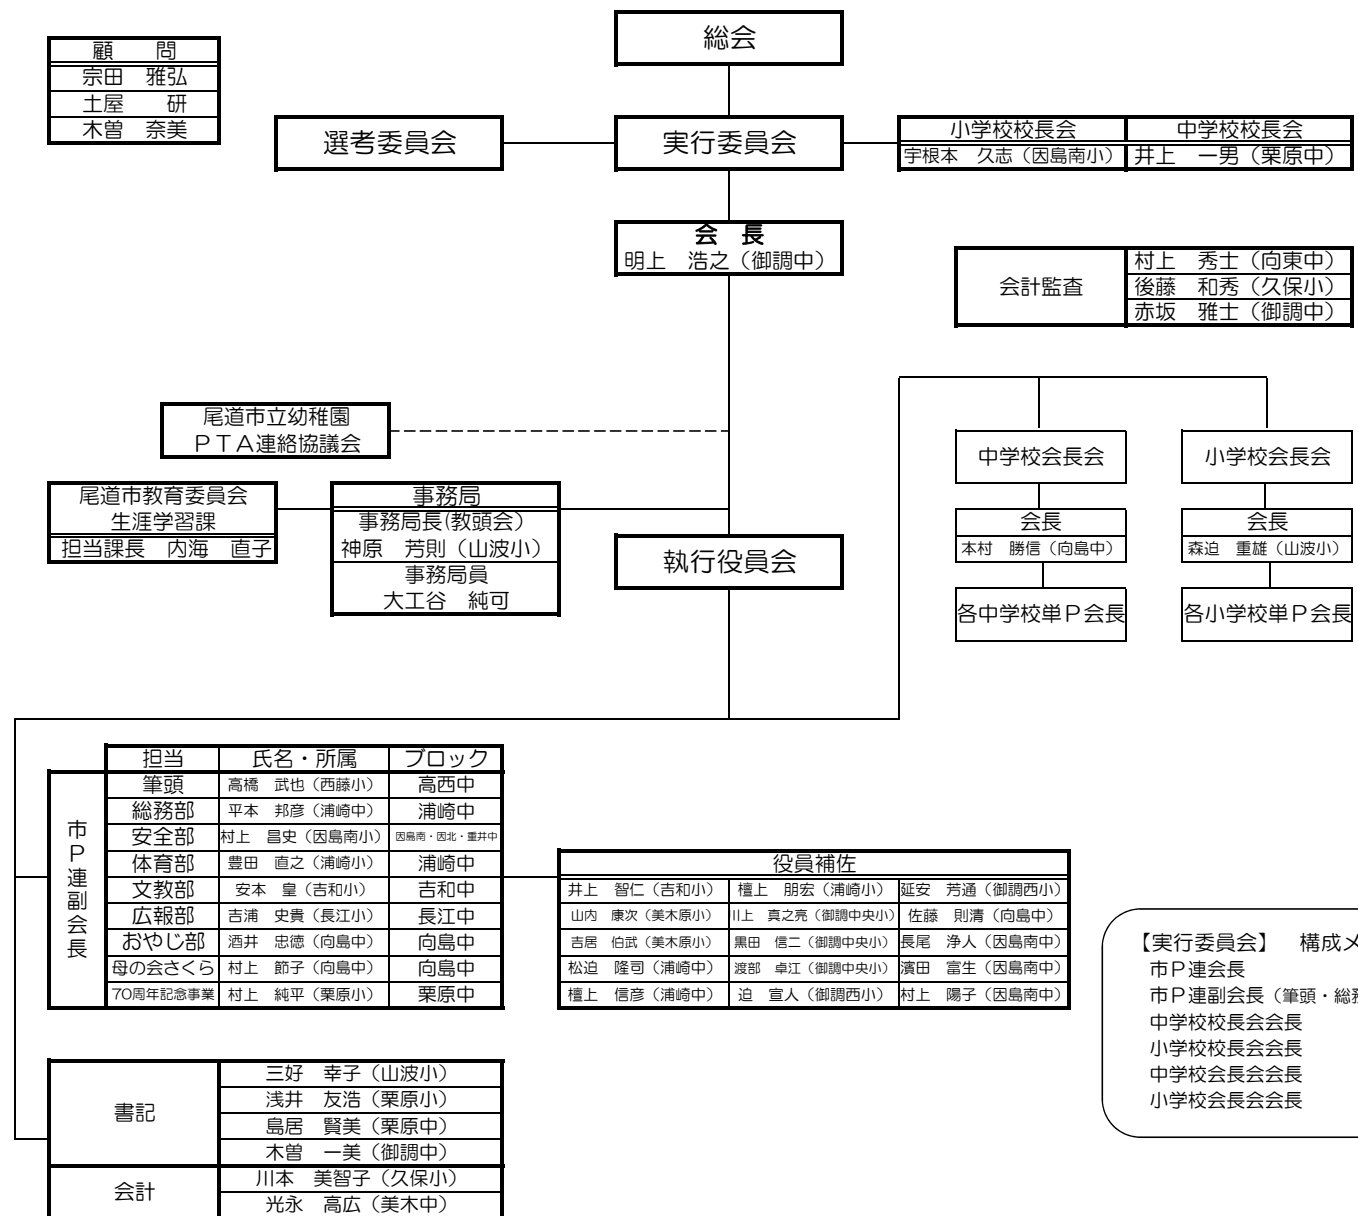 総会
顧　問
宗田　雅弘
土屋　研
木曽　奈美
選考委員会
実行委員会
小学校校長会　中学校校長会
宇根本　久志（因島南小）　井上　一男（栗原中）
会　長
明上　浩之（御調中）
会計監査
村上　秀士（向東中）
後藤　和秀（久保小）
赤坂　雅士（御調中）
尾道市立幼稚園
ＰＴＡ連絡協議会
尾道市教育委員会
生涯学習課
担当課長　内海　直子
事務局
事務局長(教頭会）
神原　芳則（山波小）
事務局員
大工谷　純可
執行役員会
中学校会長会
会長
本村　勝信（向島中）
各中学校単Ｐ会長
小学校会長会
会長
森迫　重雄（山波小）
各小学校単Ｐ会長
市Ｐ連副会長
担当　氏名・所属　ブロック
筆頭　高橋　武也（西藤小）　高西中
総務部　平本　邦彦（浦崎中）　浦崎中
安全部　村上　昌史（因島南小）　因島南・因北・重井中
体育部　豊田　直之（浦崎小）　浦崎中
文教部　安本　皇（吉和小）　吉和中
広報部　吉浦　史貴（長江小）　長江中
おやじ部　酒井　忠徳（向島中）　向島中
母の会さくら　村上　節子（向島中）　向島中
70周年記念事業　村上　純平（栗原小）　栗原中
役員補佐
井上　智仁（吉和小）　檀上　朋宏（浦崎小）　延安　芳通（御調西小）
山内　康次（美木原小）　川上　真之亮（御調中央小）　佐藤　則清（向島中）
吉居　伯武（美木原小）　黒田　信二（御調中央小）　長尾　浄人（因島南中）
松迫　隆司（浦崎中）　渡部　卓江（御調中央小）　濱田　富生（因島南中）
檀上　信彦（浦崎中）　迫　宣人（御調西小）　村上　陽子（因島南中）
【実行委員会】　構成メ
市Ｐ連会長
市Ｐ連副会長（筆頭・総務
中学校校長会会長
小学校校長会会長
中学校会長会会長
小学校会長会会長
書記
三好　幸子（山波小）
浅井　友浩（栗原小）
島居　賢美（栗原中）
木曽　一美（御調中）
会計
川本　美智子（久保小）
光永　高広（美木中）